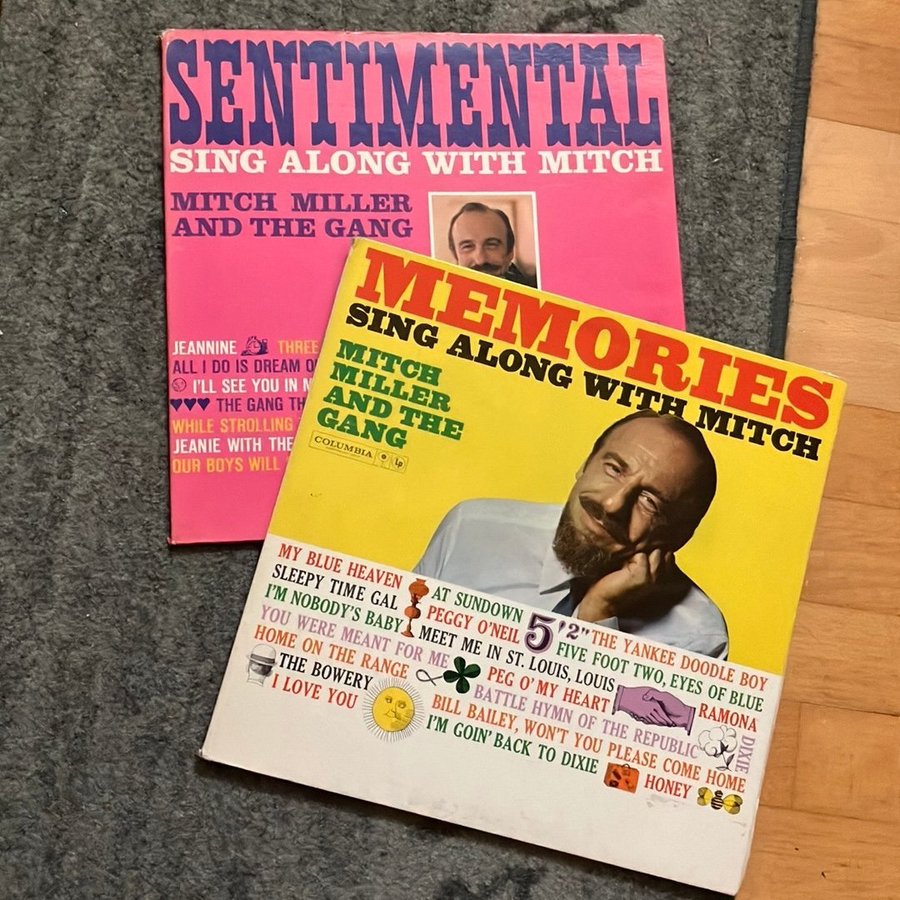 SENTIMENTAL
SING ALONG WITH MITCH
MITCH MILLER
AND THE GANG
JEANNINE THREE
ALL I DO IS DREAM
I'LL SEE YOU IN
THE GANG
WHILE STROLLING
JEANIE WITH THE
OUR BOYS WILL
MEMORIES
SING ALONG WITH MITCH
MITCH
MILLER
AND THE
GANG
COLUMBIA Lp
MY BLUE HEAVEN AT SUNDOWN 5'2" THE YANKEE DOODLE BOY
SLEEPY TIME GAL PEGGY O'NEIL FIVE FOOT TWO, EYES OF BLUE
I'M NOBODY'S BABY MEET ME IN ST. LOUIS, LOUIS RAMONA
YOU WERE MEANT FOR ME PEG O' MY HEART DIXIE
HOME ON THE RANGE BATTLE HYMN OF THE REPUBLIC
THE BOWERY BILL BAILEY, WON'T YOU PLEASE COME HOME
I LOVE YOU I'M GOIN' BACK TO DIXIE HONEY